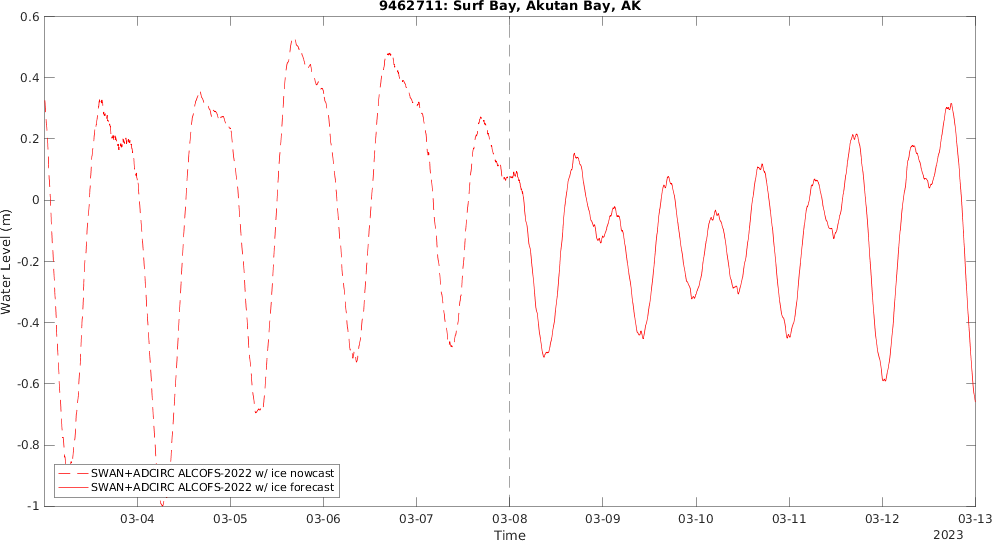 9462711: Surf Bay, Akutan Bay, AK
0.6
0.4
0.2
0
-0.2
-0.4
-0.6
-0.8
-1
Water Level (m)
SWAN+ADCIRC ALCOFS-2022 w/ ice nowcast
SWAN+ADCIRC ALCOFS-2022 w/ ice forecast
03-04 03-05 03-06 03-07 03-08 03-09 03-10 03-11 03-12 03-13
Time
2023